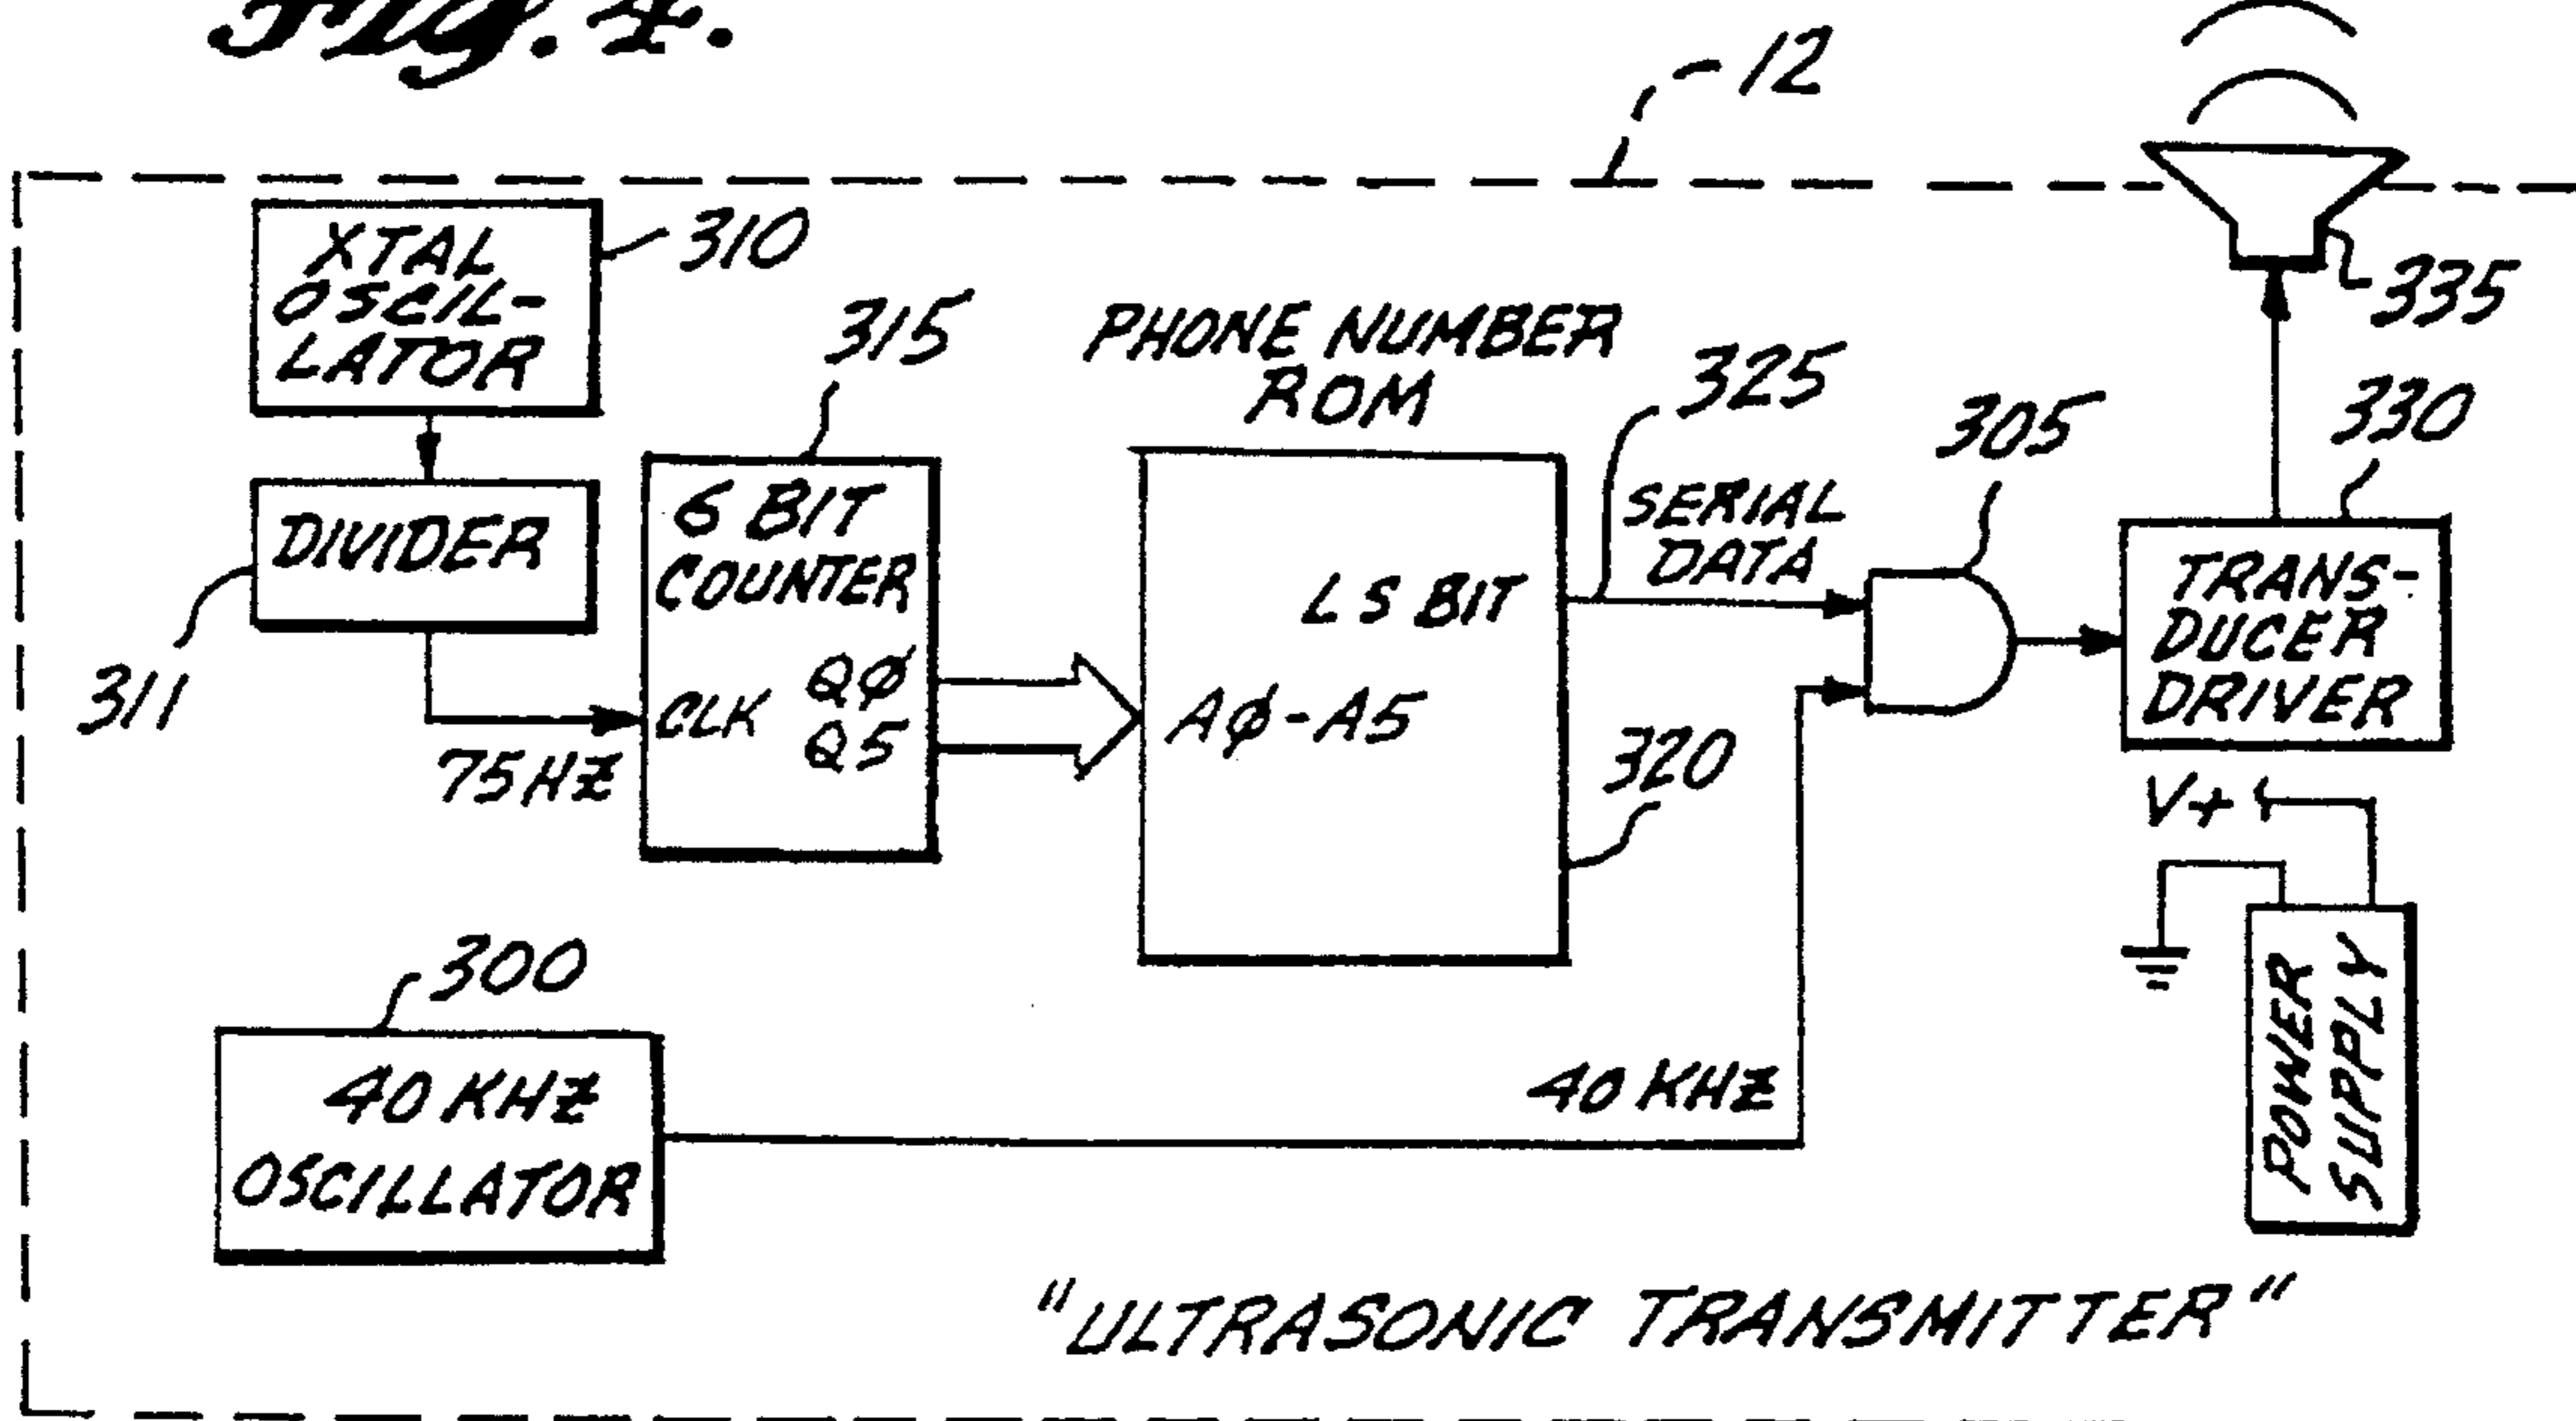 Fig. 4.
12
XTAL
OSCIL-
LATOR
310
335
315
PHONE NUMBER
ROM
325
305
330
DIVIDER
311
6 BIT
COUNTER
CLK
QØ
Q5
75HZ
LS BIT
AØ-A5
320
SERIAL
DATA
TRANS-
DUCER
DRIVER
V+
POWER
SUPPLY
300
40 KHZ
OSCILLATOR
40 KHZ
"ULTRASONIC TRANSMITTER"